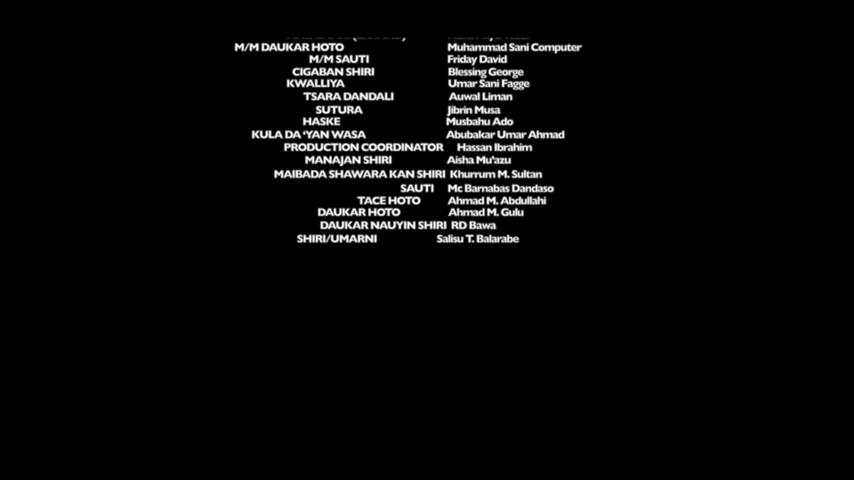 M/M DAUKAR HOTO Muhammad Sani Computer
M/M SAUTI Friday David
CIGABAN SHIRI Blessing George
KWALLIYA Umar Sani Fagge
TSARA DANDALI Auwal Liman
SUTURA Jibrin Musa
HASKE Musbahu Ado
KULA DA ‘YAN WASA Abubakar Umar Ahmad
PRODUCTION COORDINATOR Hassan Ibrahim
MANAJAN SHIRI Aisha Mu'azu
MAIBADA SHAWARA KAN SHIRI Khurrum M. Sultan
SAUTI Mc Barnabas Dandaso
TACE HOTO Ahmad M. Abdullahi
DAUKAR HOTO Ahmad M. Gulu
DAUKAR NAUYIN SHIRI RD Bawa
SHIRI/UMARNI Salisu T. Balarabe